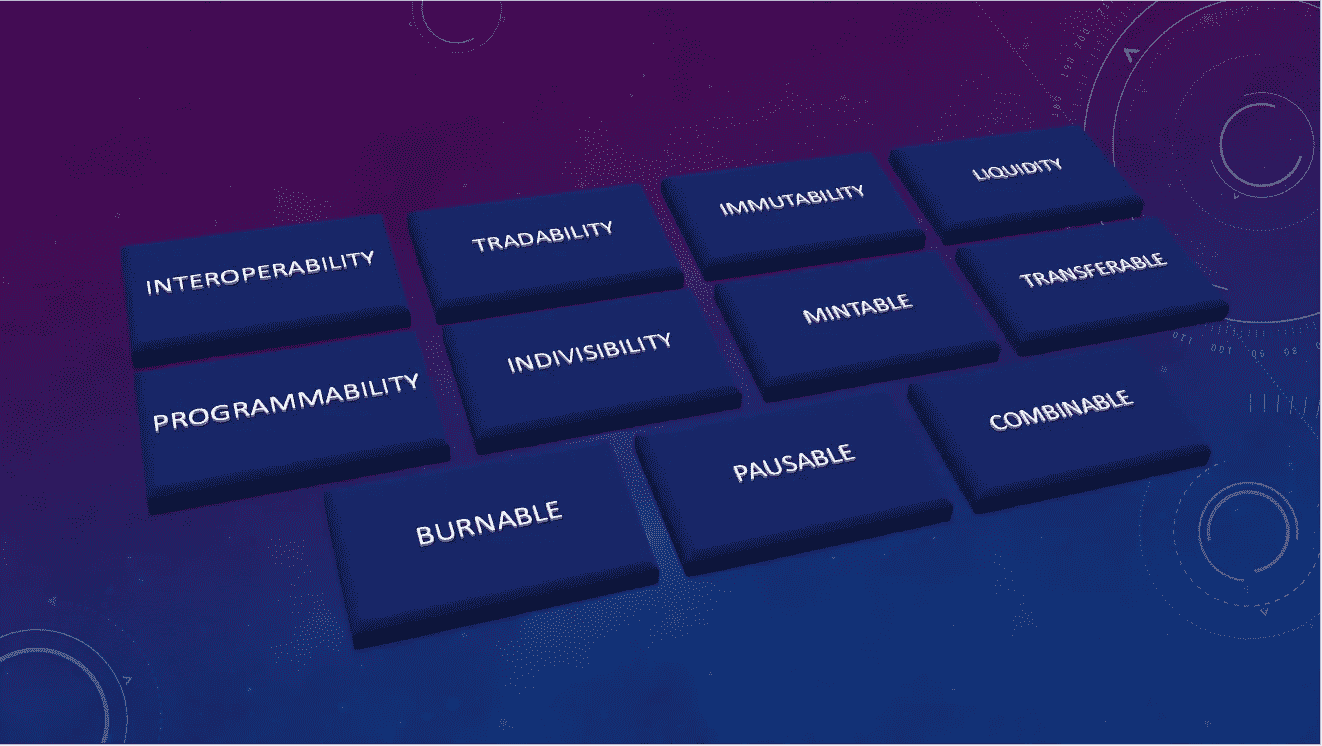 INTEROPERABILITY
TRADABILITY
IMMUTABILITY
LIQUIDITY
PROGRAMMABILITY
INDIVISIBILITY
MINTABLE
TRANSFERABLE
BURNABLE
PAUSABLE
COMBINABLE